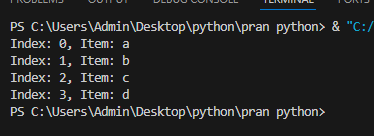 PROBLEMS OUTPUT DEBUG CONSOLE TERMINAL PORTS
PS C:\Users\Admin\Desktop\python\pran python> & "C:/
Index: 0, Item: a
Index: 1, Item: b
Index: 2, Item: c
Index: 3, Item: d
PS C:\Users\Admin\Desktop\python\pran python>